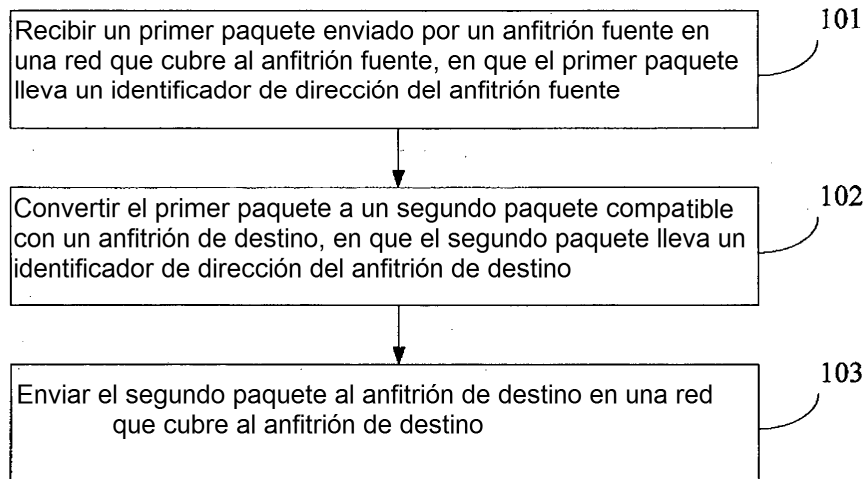 Recibir un primer paquete enviado por un anfitrión fuente en
una red que cubre al anfitrión fuente, en que el primer paquete
lleva un identificador de dirección del anfitrión fuente
101
Convertir el primer paquete a un segundo paquete compatible
con un anfitrión de destino, en que el segundo paquete lleva un
identificador de dirección del anfitrión de destino
102
Enviar el segundo paquete al anfitrión de destino en una red
que cubre al anfitrión de destino
103